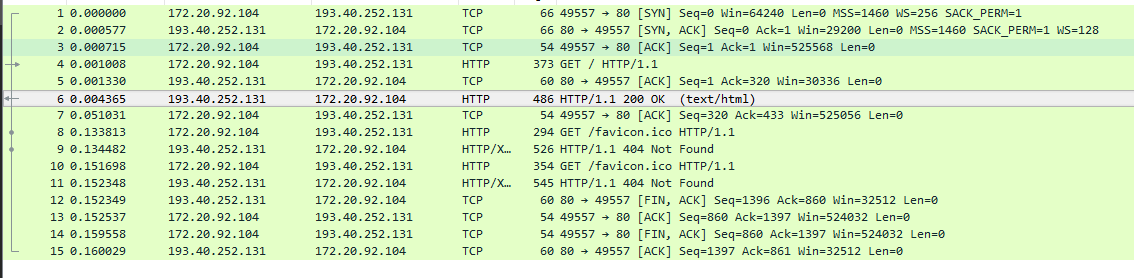 1 0.000000 172.20.92.104 193.40.252.131 TCP 66 49557 → 80 [SYN] Seq=0 Win=64240 Len=0 MSS=1460 WS=256 SACK_PERM=1
2 0.000577 193.40.252.131 172.20.92.104 TCP 66 80 → 49557 [SYN, ACK] Seq=0 Ack=1 Win=29200 Len=0 MSS=1460 SACK_PERM=1 WS=128
3 0.000715 172.20.92.104 193.40.252.131 TCP 54 49557 → 80 [ACK] Seq=1 Ack=1 Win=525568 Len=0
4 0.001008 172.20.92.104 193.40.252.131 HTTP 373 GET / HTTP/1.1
5 0.001330 193.40.252.131 172.20.92.104 TCP 60 80 → 49557 [ACK] Seq=1 Ack=320 Win=30336 Len=0
6 0.004365 193.40.252.131 172.20.92.104 HTTP 486 HTTP/1.1 200 OK (text/html)
7 0.051031 172.20.92.104 193.40.252.131 TCP 54 49557 → 80 [ACK] Seq=320 Ack=433 Win=525056 Len=0
8 0.133813 172.20.92.104 193.40.252.131 HTTP 294 GET /favicon.ico HTTP/1.1
9 0.134482 193.40.252.131 172.20.92.104 HTTP/X… 526 HTTP/1.1 404 Not Found
10 0.151698 172.20.92.104 193.40.252.131 HTTP 354 GET /favicon.ico HTTP/1.1
11 0.152348 193.40.252.131 172.20.92.104 HTTP/X… 545 HTTP/1.1 404 Not Found
12 0.152349 193.40.252.131 172.20.92.104 TCP 60 80 → 49557 [FIN, ACK] Seq=1396 Ack=860 Win=32512 Len=0
13 0.152537 172.20.92.104 193.40.252.131 TCP 54 49557 → 80 [ACK] Seq=860 Ack=1397 Win=524032 Len=0
14 0.159558 172.20.92.104 193.40.252.131 TCP 54 49557 → 80 [FIN, ACK] Seq=860 Ack=1397 Win=524032 Len=0
15 0.160029 193.40.252.131 172.20.92.104 TCP 60 80 → 49557 [ACK] Seq=1397 Ack=861 Win=32512 Len=0